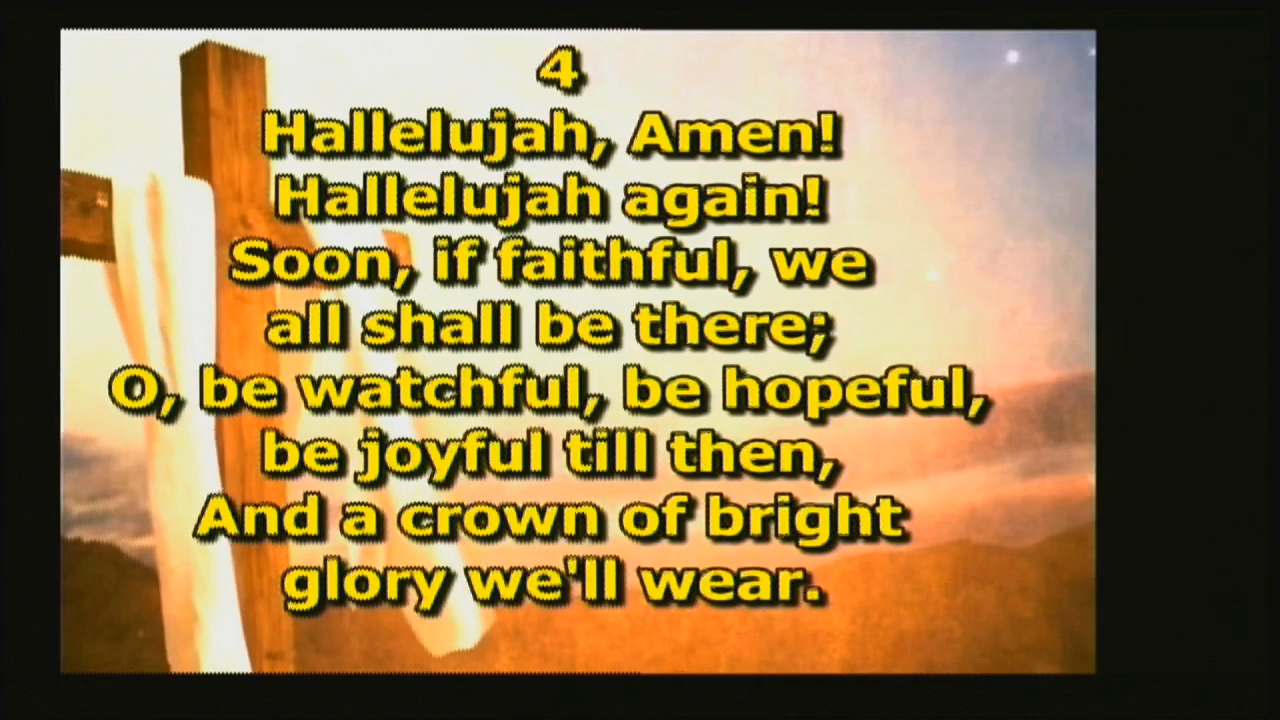 4
Hallelujah, Amen!
Hallelujah again!
Soon, if faithful, we
all shall be there;
O, be watchful, be hopeful,
be joyful till then,
And a crown of bright
glory we'll wear.